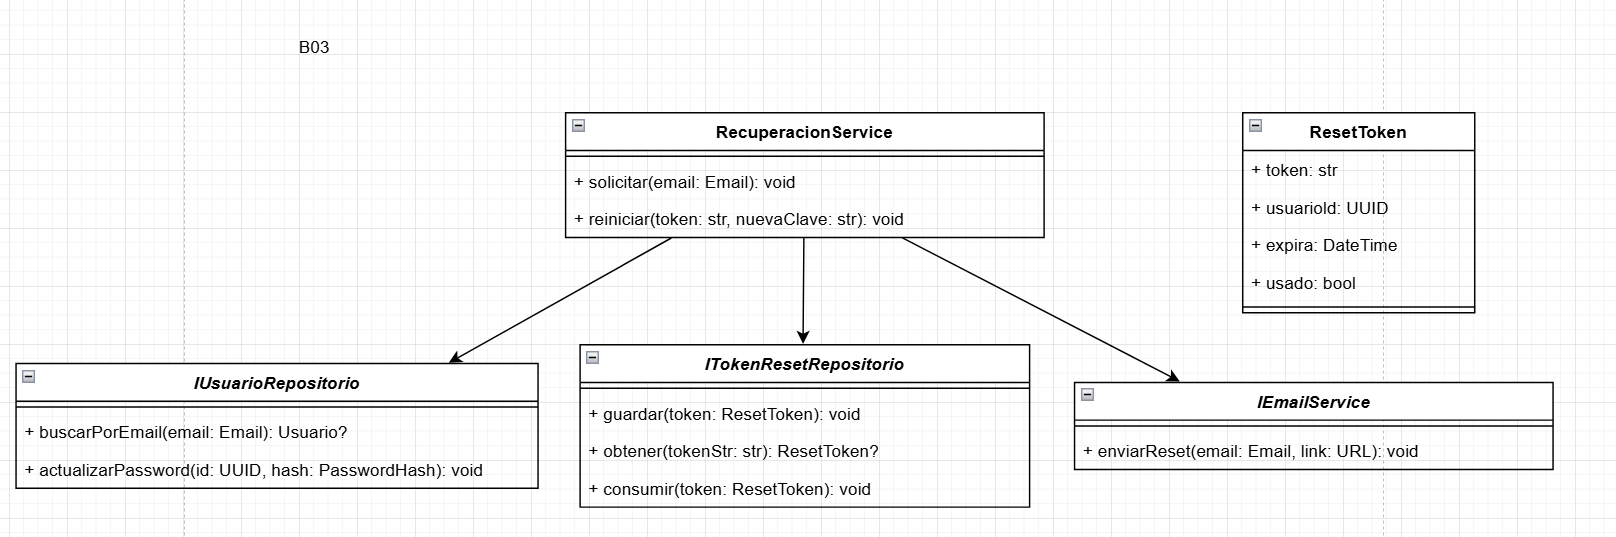 B03
RecuperacionService
+ solicitar(email: Email): void
+ reiniciar(token: str, nuevaClave: str): void
ResetToken
+ token: str
+ usuarioId: UUID
+ expira: DateTime
+ usado: bool
IUsuarioRepositorio
+ buscarPorEmail(email: Email): Usuario?
+ actualizarPassword(id: UUID, hash: PasswordHash): void
ITokenResetRepositorio
+ guardar(token: ResetToken): void
+ obtener(tokenStr: str): ResetToken?
+ consumir(token: ResetToken): void
IEmailService
+ enviarReset(email: Email, link: URL): void